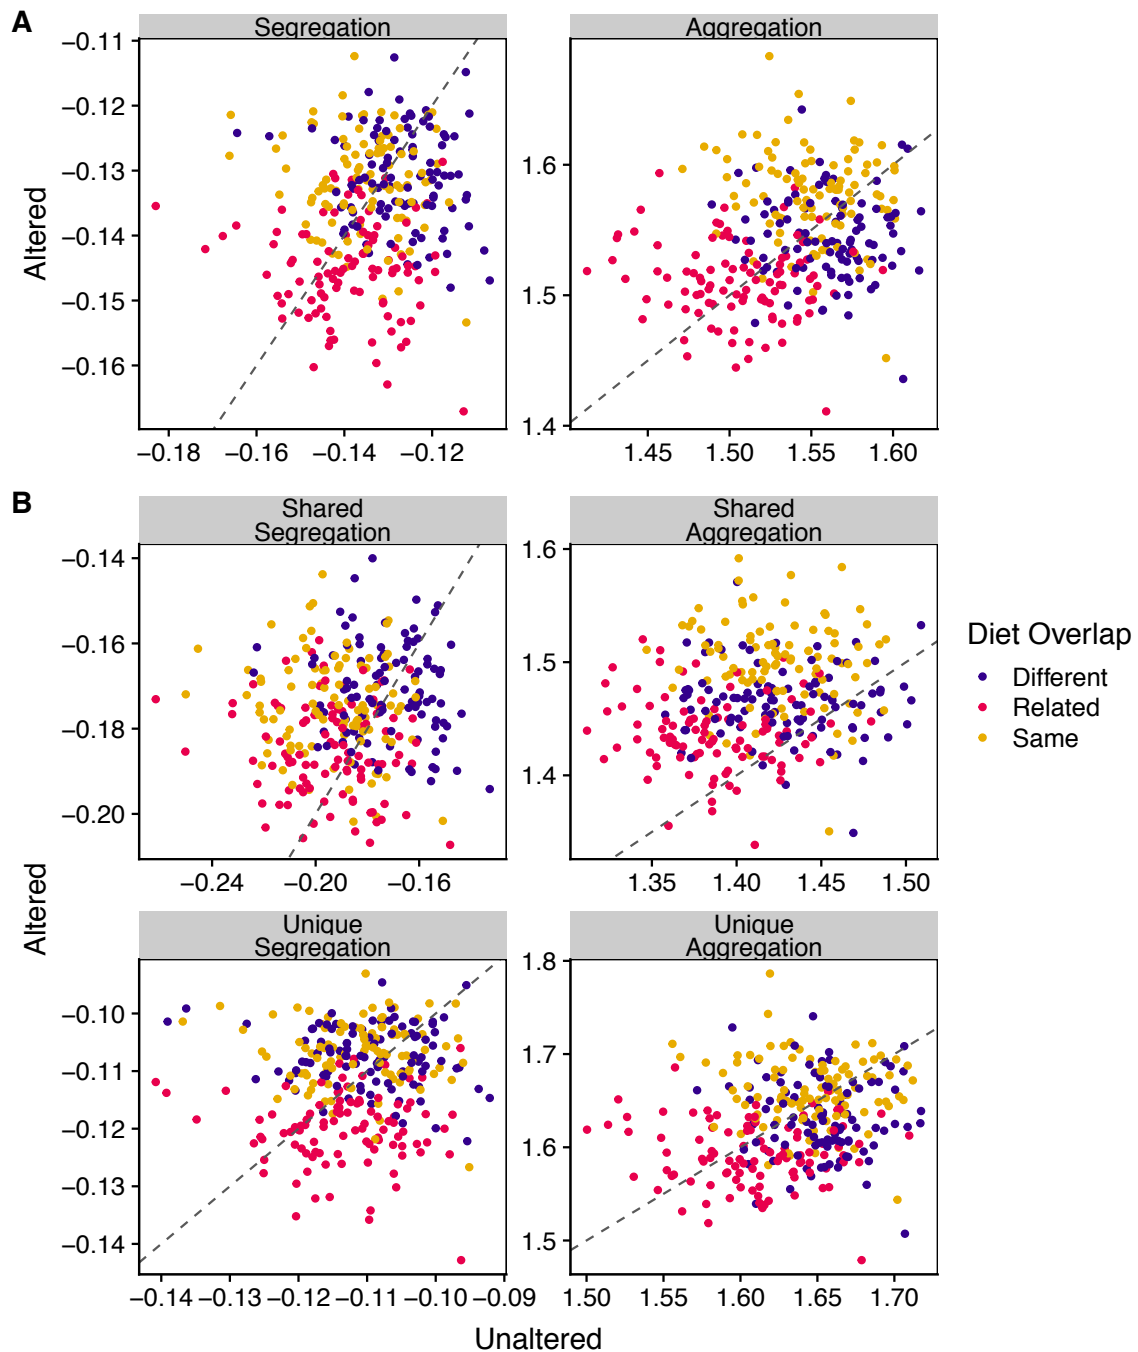 A
Segregation
Aggregation
−0.11
−0.12
−0.13
−0.14
−0.15
−0.16
1.6
1.5
1.4
Altered
−0.18 −0.16 −0.14 −0.12
1.45 1.50 1.55 1.60
B
Shared
Segregation
Shared
Aggregation
−0.14
−0.16
−0.18
−0.20
1.6
1.5
1.4
−0.24 −0.20 −0.16
1.35 1.40 1.45 1.50
Diet Overlap
Different
Related
Same
Altered
Unique
Segregation
Unique
Aggregation
−0.10
−0.11
−0.12
−0.13
−0.14
1.8
1.7
1.6
1.5
−0.14 −0.13 −0.12 −0.11 −0.10 −0.09
1.50 1.55 1.60 1.65 1.70
Unaltered